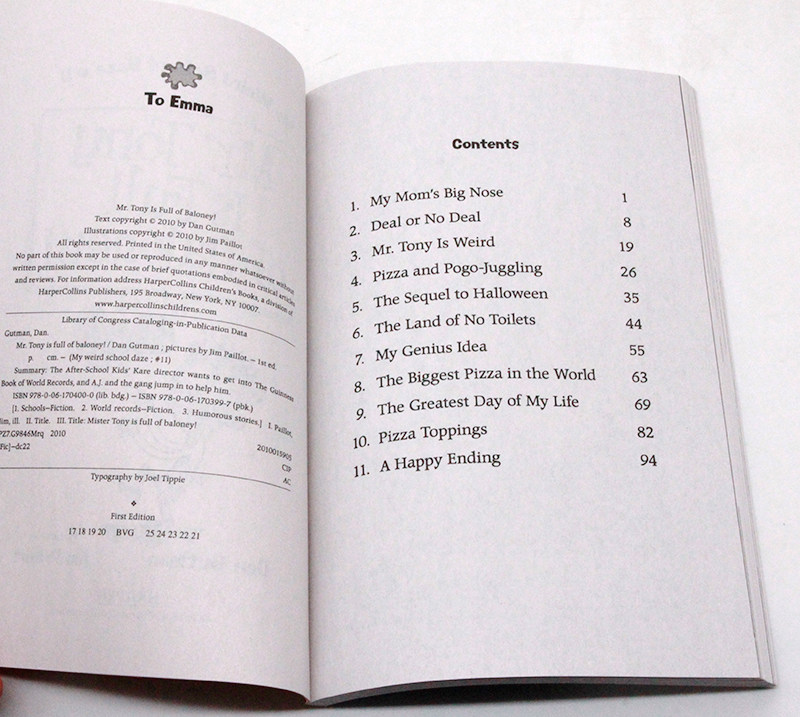 To Emma
Mr. Tony Is Full of Baloney!
Text copyright © 2010 by Dan Gutman
Illustrations copyright © 2010 by Jim Paillot
All rights reserved. Printed in the United States of America.
No part of this book may be used or reproduced in any manner whatsoever without
written permission except in the case of brief quotations embodied in critical articles
and reviews. For information address HarperCollins Children's Books, a division of
HarperCollins Publishers, 195 Broadway, New York, NY 10007.
www.harpercollinschildrens.com
Library of Congress Cataloging-in-Publication Data
Gutman, Dan.
Mr. Tony is full of baloney! / Dan Gutman ; pictures by Jim Paillot. – 1st ed.
p. cm. – (My weird school daze ; #11)
Summary: The After-School Kids' Kare director wants to get into The Guinness
Book of World Records, and A.J. and the gang jump in to help him.
ISBN 978-0-06-170400-0 (lib. bdg.) – ISBN 978-0-06-170399-7 (pbk.)
[1. Schools–Fiction. 2. World records–Fiction. 3. Humorous stories.] I. Paillot,
Jim, ill. II. Title. III. Title: Mister Tony is full of baloney!
PZ7.G9846Mrq 2010
[Fic]–dc22
2010015905
CIP
AC
Typography by Joel Tippie
First Edition
17 18 19 20 BVG 25 24 23 22 21
Contents
1. My Mom's Big Nose 1
2. Deal or No Deal 8
3. Mr. Tony Is Weird 19
4. Pizza and Pogo-Juggling 26
5. The Sequel to Halloween 35
6. The Land of No Toilets 44
7. My Genius Idea 55
8. The Biggest Pizza in the World 63
9. The Greatest Day of My Life 69
10. Pizza Toppings 82
11. A Happy Ending 94